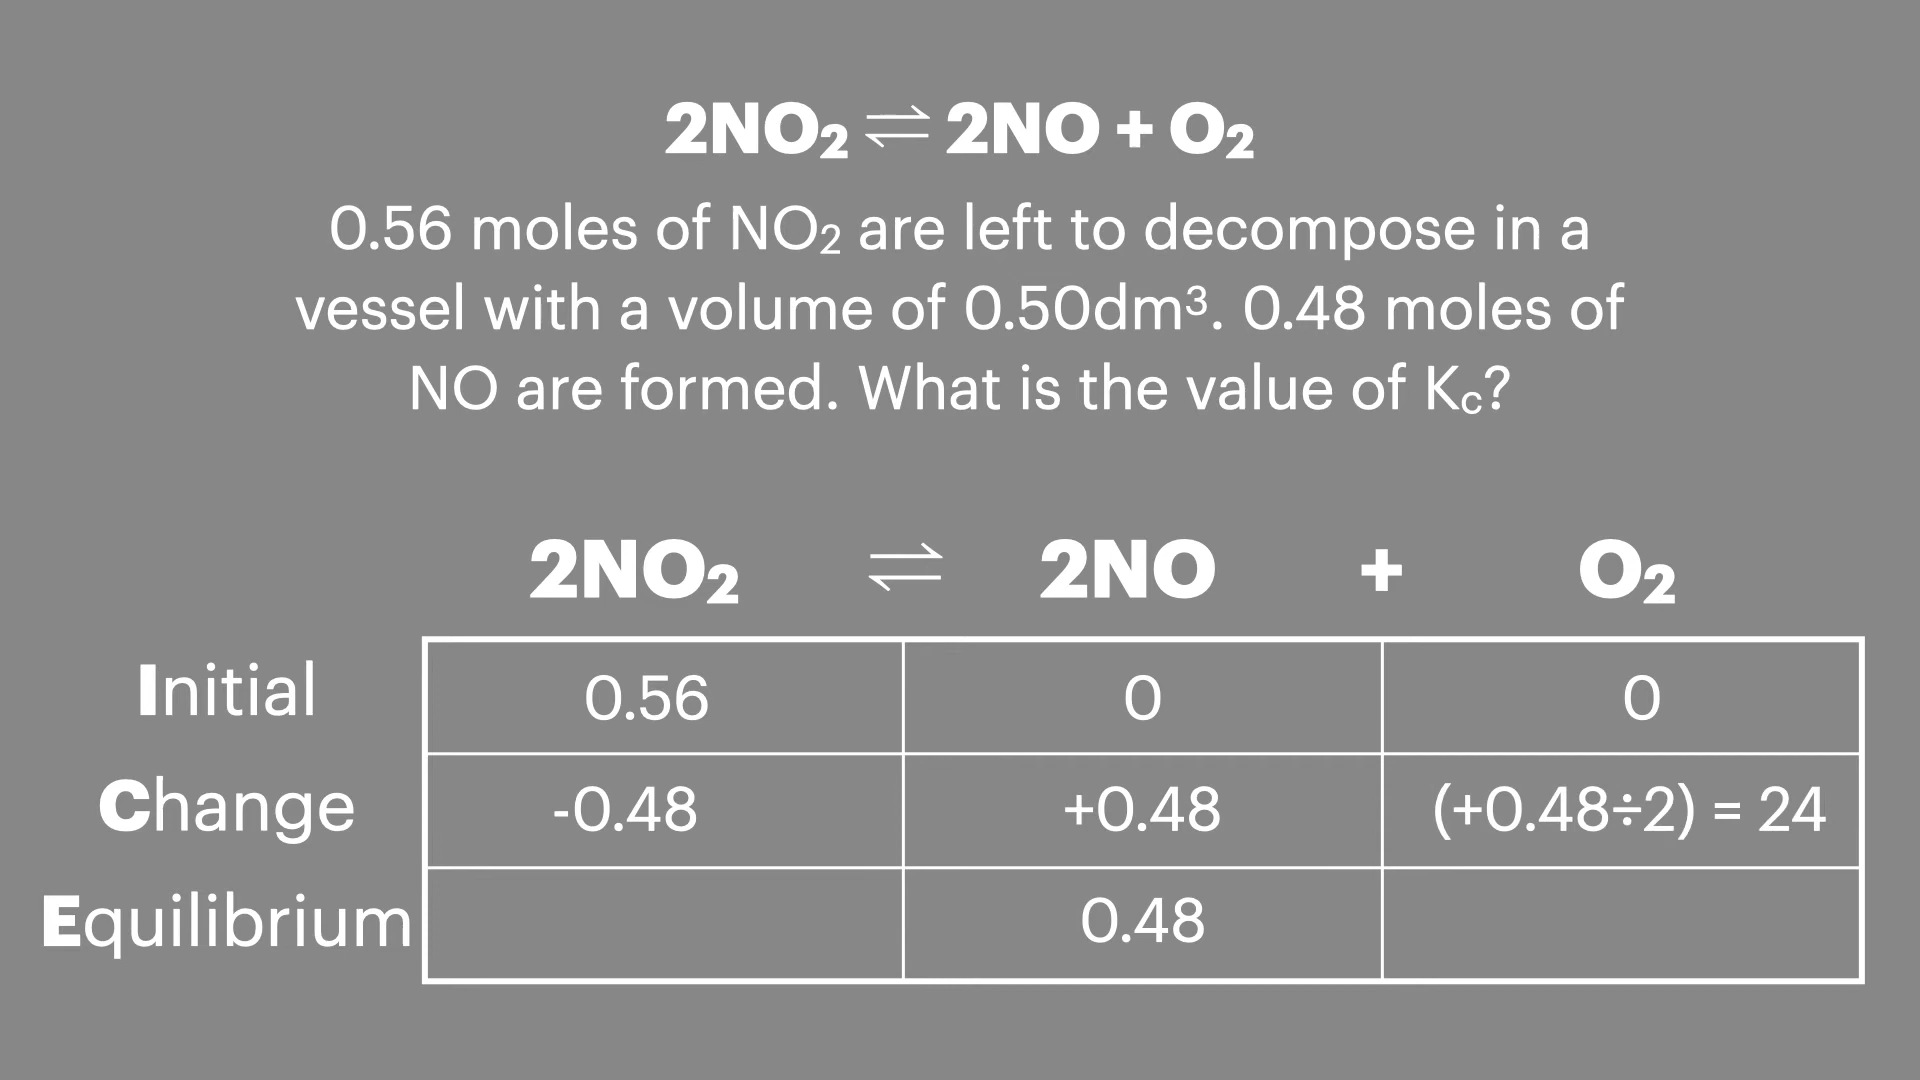 2NO₂ ⇌ 2NO + O₂
0.56 moles of NO₂ are left to decompose in a
vessel with a volume of 0.50dm³. 0.48 moles of
NO are formed. What is the value of K꜀?
2NO₂ ⇌ 2NO + O₂
Initial 0.56 0 0
Change -0.48 +0.48 (+0.48÷2) = 24
Equilibrium 0.48